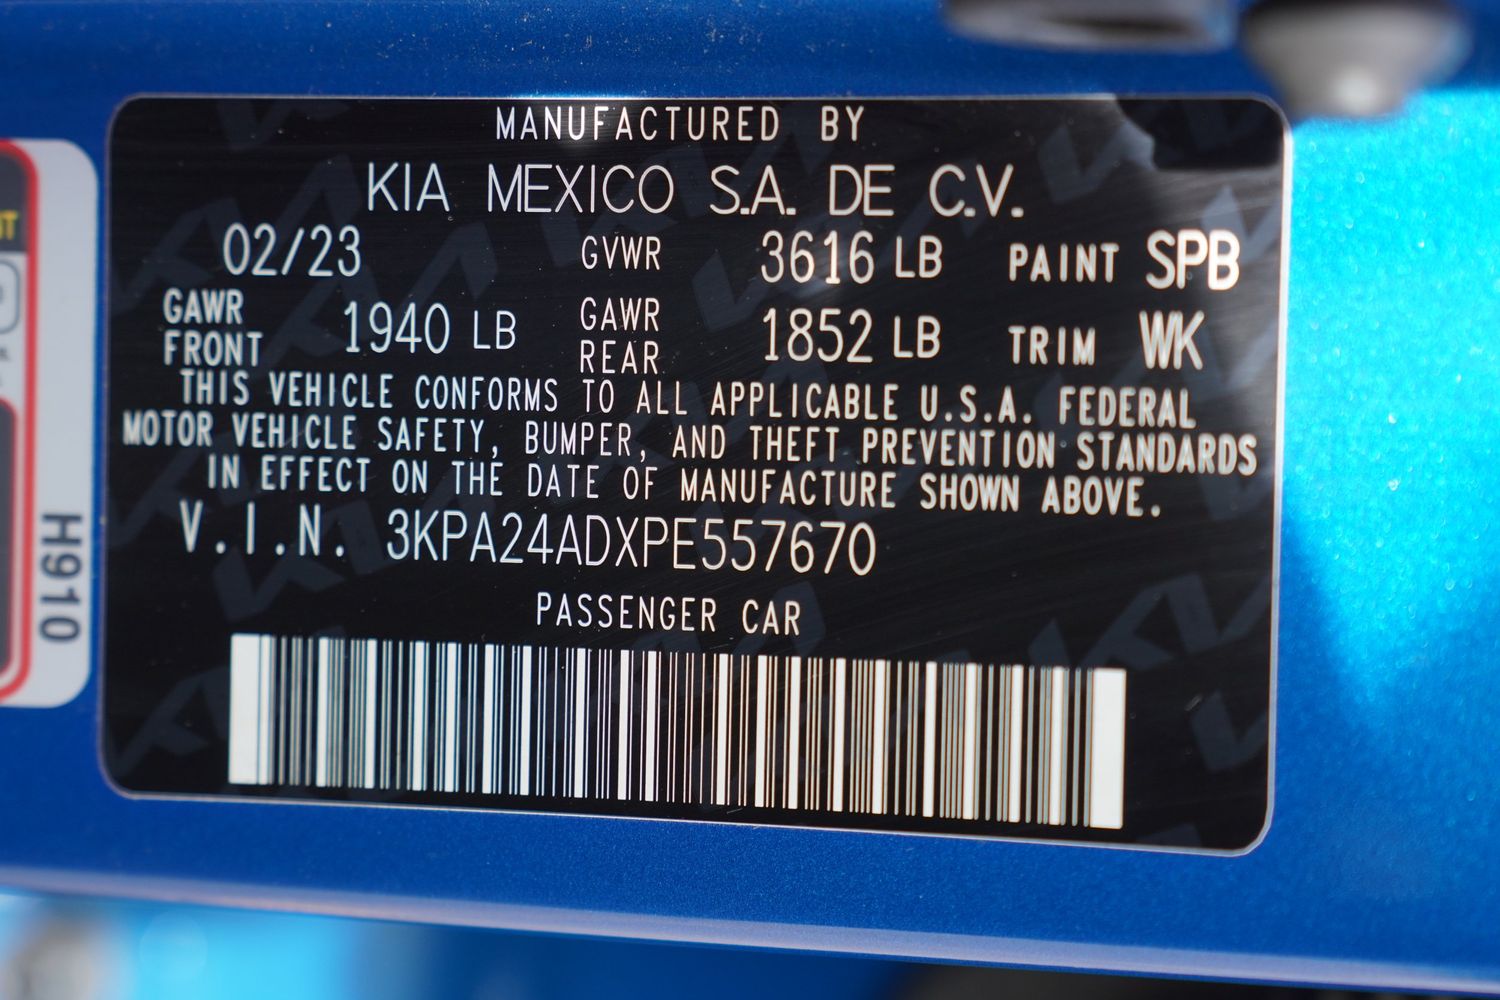 MANUFACTURED BY
KIA MEXICO S.A. DE C.V.
02/23 GVWR 3616 LB PAINT SPB
GAWR FRONT 1940 LB GAWR REAR 1852 LB TRIM WK
THIS VEHICLE CONFORMS TO ALL APPLICABLE U.S.A. FEDERAL
MOTOR VEHICLE SAFETY, BUMPER, AND THEFT PREVENTION STANDARDS
IN EFFECT ON THE DATE OF MANUFACTURE SHOWN ABOVE.
V.I.N. 3KPA24ADXPE557670
PASSENGER CAR
H910